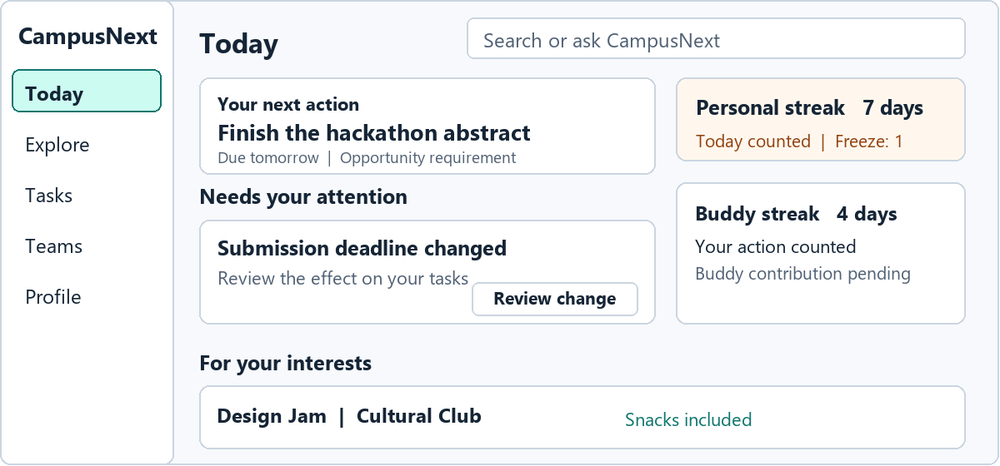 CampusNext
Today
Explore
Tasks
Teams
Profile
Today
Search or ask CampusNext
Your next action
Finish the hackathon abstract
Due tomorrow | Opportunity requirement
Needs your attention
Submission deadline changed
Review the effect on your tasks
Review change
Personal streak 7 days
Today counted | Freeze: 1
Buddy streak 4 days
Your action counted
Buddy contribution pending
For your interests
Design Jam | Cultural Club
Snacks included